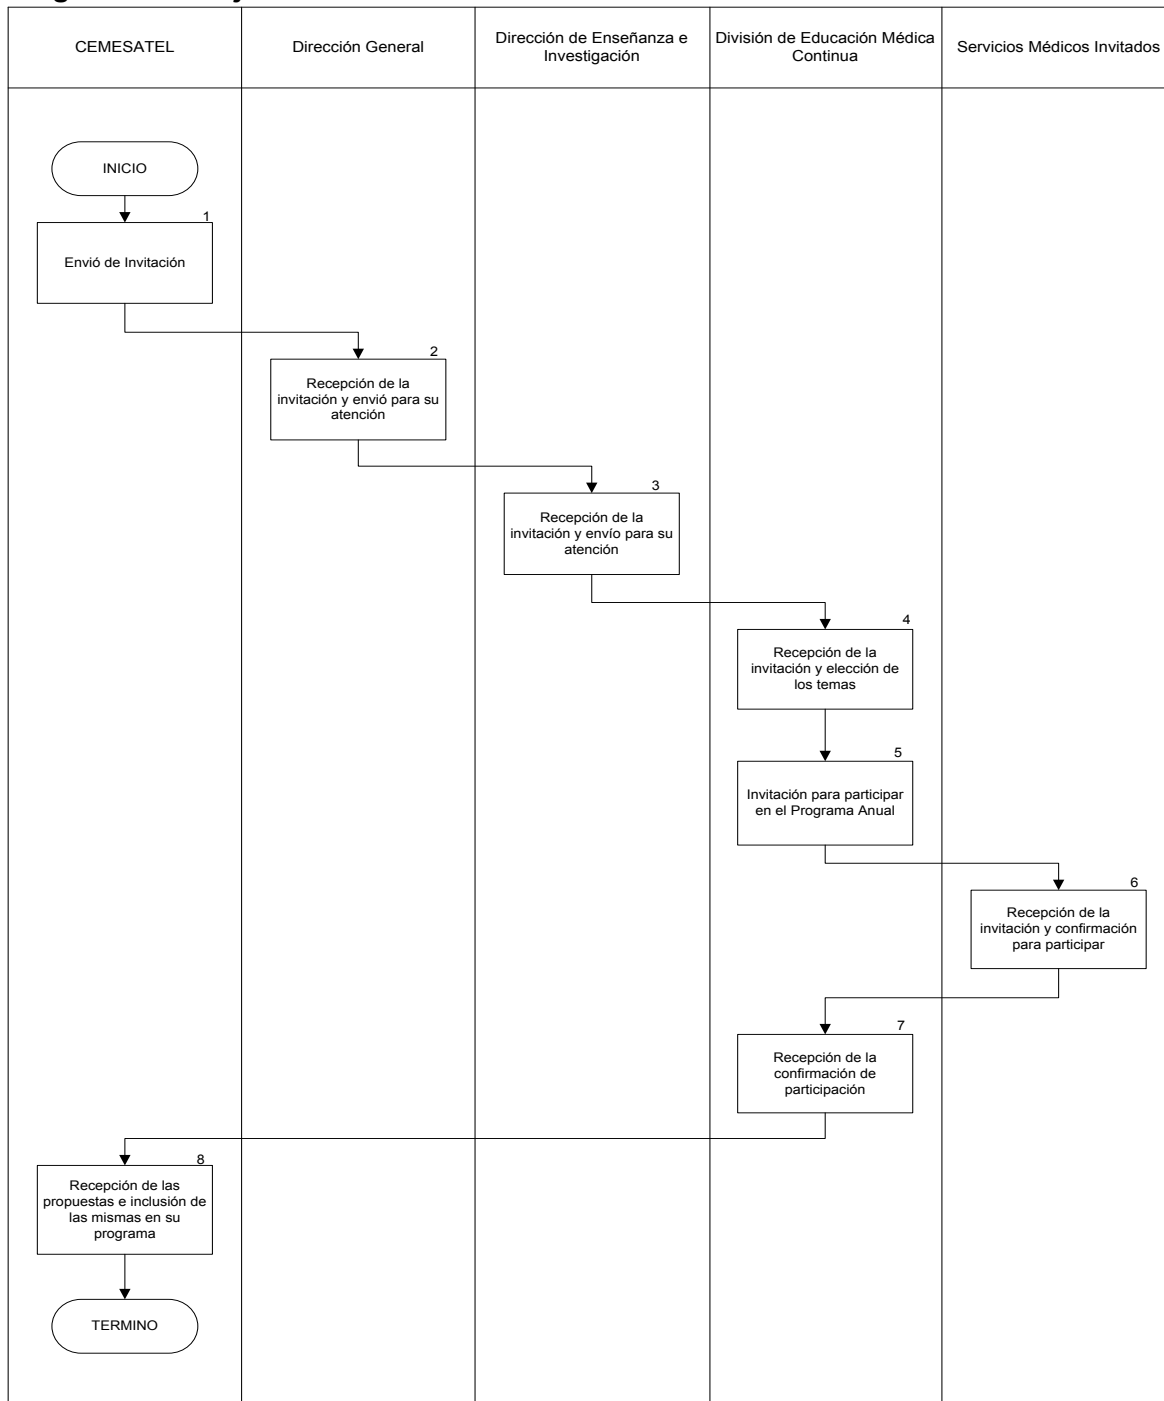 CEMESATEL
Dirección General
Dirección de Enseñanza e
Investigación
División de Educación Médica
Continua
Servicios Médicos Invitados
INICIO
1
Envió de Invitación
2
Recepción de la
invitación y envió para su
atención
3
Recepción de la
invitación y envío para su
atención
4
Recepción de la
invitación y elección de
los temas
5
Invitación para participar
en el Programa Anual
6
Recepción de la
invitación y confirmación
para participar
7
Recepción de la
confirmación de
participación
8
Recepción de las
propuestas e inclusión de
las mismas en su
programa
TERMINO